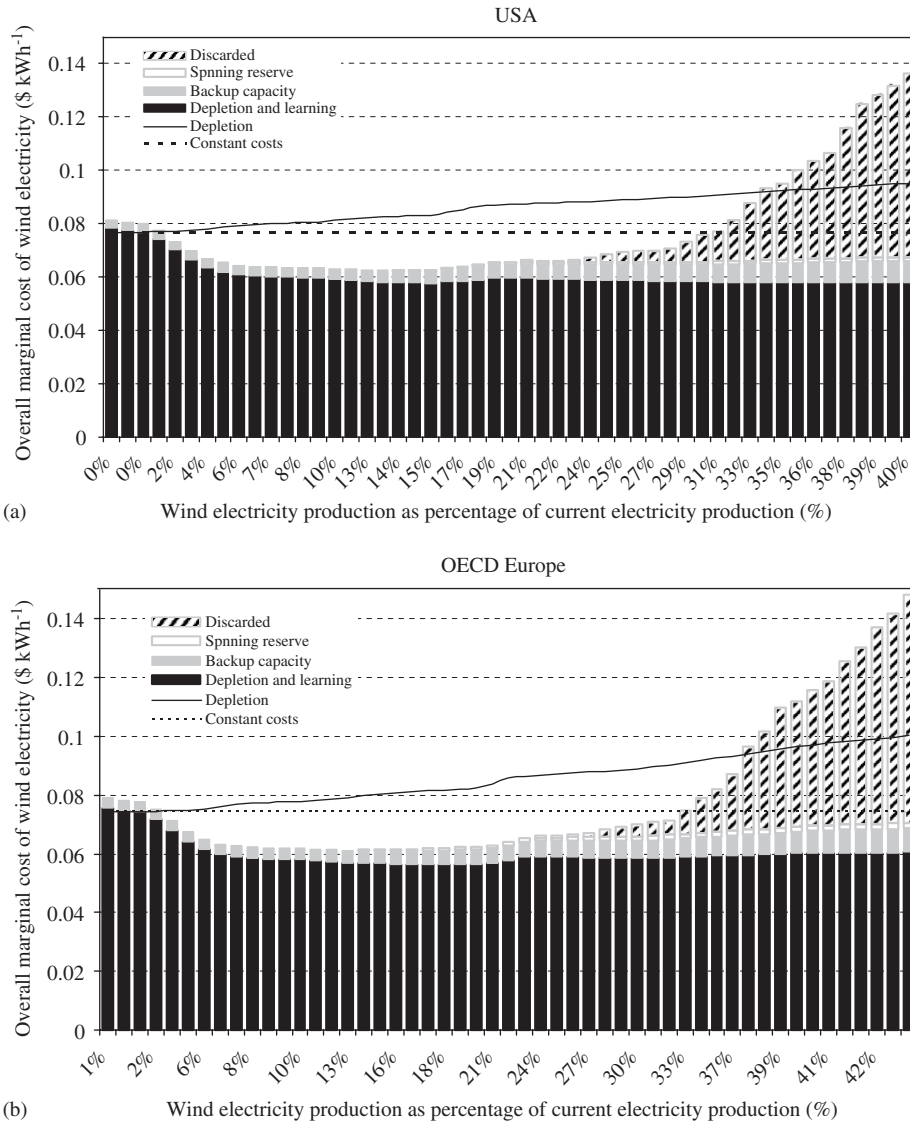 USA
Overall marginal cost of wind electricity ($ kWh-1)
0.14
0.12
0.1
0.08
0.06
0.04
0.02
0
Discarded
Spnning reserve
Backup capacity
Depletion and learning
Depletion
Constant costs
0% 0% 2% 4% 6% 7% 8% 10% 13% 14% 15% 17% 19% 21% 22% 24% 25% 27% 29% 31% 33% 35% 36% 38% 39% 40%
(a) Wind electricity production as percentage of current electricity production (%)
OECD Europe
Overall marginal cost of wind electricity ($ kWh-1)
0.14
0.12
0.1
0.08
0.06
0.04
0.02
0
Discarded
Spnning reserve
Backup capacity
Depletion and learning
Depletion
Constant costs
1% 2% 6% 8% 10% 13% 16% 18% 21% 24% 27% 30% 33% 37% 39% 41% 42%
(b) Wind electricity production as percentage of current electricity production (%)